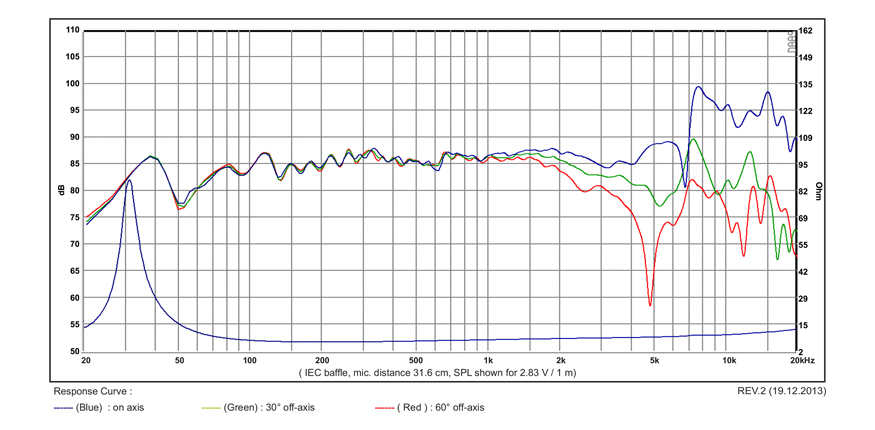 110 162
105 149
100 135
95 122
90 109
85 95
dB 80 82 Ohm
75 69
70 55
65 42
60 29
55 15
50 2
20 50 100 200 500 1k 2k 5k 10k 20kHz
( IEC baffle, mic. distance 31.6 cm, SPL shown for 2.83 V / 1 m)
Response Curve : REV.2 (19.12.2013)
(Blue) : on axis (Green) : 30° off-axis ( Red ) : 60° off-axis